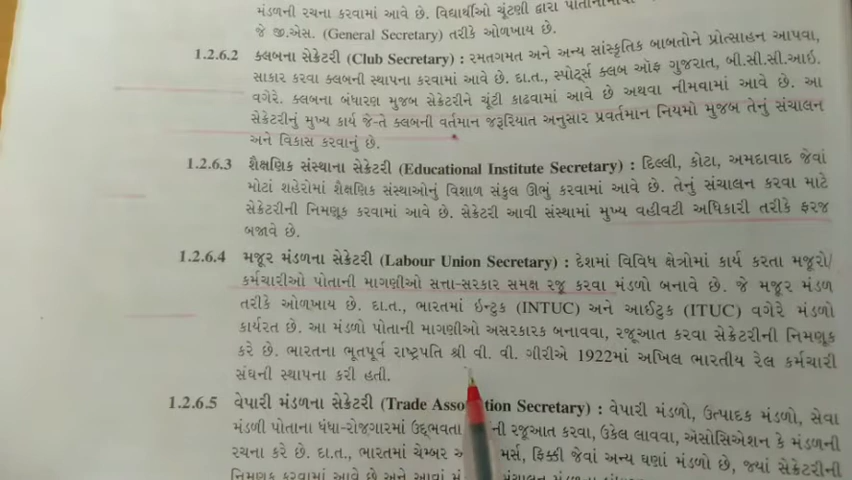 મંડળની રચના કરવામાં આવે છે. વિદ્યાર્થીઓ ચૂંટણી દ્વારા
જે જી.એસ. (General Secretary) તરીકે ઓળખાય છે.
1.2.6.2 ક્લબના સેક્રેટરી (Club Secretary) : રમતગમત અને અન્ય સાંસ્કૃતિક બાબતોને પ્રોત્સાહન આપવા,
સાકાર કરવા ક્લબની સ્થાપના કરવામાં આવે છે. દા.ત., સ્પોર્ટ્સ ક્લબ ઑફ ગુજરાત, બી.સી.સી.આઇ.
વગેરે. ક્લબના બંધારણ મુજબ સેક્રેટરીને ચૂંટી કાઢવામાં આવે છે અથવા નીમવામાં આવે છે. આ
સેક્રેટરીનું મુખ્ય કાર્ય જે-તે ક્લબની વર્તમાન જરૂરિયાત અનુસાર પ્રવર્તમાન નિયમો મુજબ તેનું સંચાલન
અને વિકાસ કરવાનું છે.
1.2.6.3 શૈક્ષણિક સંસ્થાના સેક્રેટરી (Educational Institute Secretary) : દિલ્લી, કોટા, અમદાવાદ જેવાં
મોટાં શહેરોમાં શૈક્ષણિક સંસ્થાઓનું વિશાળ સંકુલ ઊભું કરવામાં આવે છે. તેનું સંચાલન કરવા માટે
સેક્રેટરીની નિમણૂક કરવામાં આવે છે. સેક્રેટરી આવી સંસ્થામાં મુખ્ય વહીવટી અધિકારી તરીકે ફરજ
બજાવે છે.
1.2.6.4 મજૂર મંડળના સેક્રેટરી (Labour Union Secretary) : દેશમાં વિવિધ ક્ષેત્રોમાં કાર્ય કરતા મજૂરો/
કર્મચારીઓ પોતાની માગણીઓ સત્તા-સરકાર સમક્ષ રજૂ કરવા મંડળો બનાવે છે. જે મજૂર મંડળ
તરીકે ઓળખાય છે. દા.ત., ભારતમાં ઇન્ટુક (INTUC) અને આઈટુક (ITUC) વગેરે મંડળો
કાર્યરત છે. આ મંડળો પોતાની માગણીઓ અસરકારક બનાવવા, રજૂઆત કરવા સેક્રેટરીની નિમણૂક
કરે છે. ભારતના ભૂતપૂર્વ રાષ્ટ્રપતિ શ્રી વી. વી. ગીરીએ 1922માં અખિલ ભારતીય રેલ કર્મચારી
સંઘની સ્થાપના કરી હતી.
1.2.6.5 વેપારી મંડળના સેક્રેટરી (Trade Asso tion Secretary) : વેપારી મંડળો, ઉત્પાદક મંડળો, સેવા
મંડળી પોતાના ધંધા-રોજગારમાં ઉદ્‌ભવતા ની રજૂઆત કરવા, ઉકેલ લાવવા, ઍસોસિએશન કે મંડળની
રચના કરે છે. દા.ત., ભારતમાં ચેમ્બર મર્સ, ફિક્કી જેવાં અન્ય ઘણાં મંડળો છે, જ્યાં સેક્રેટરીની
નિમણૂક કરવામાં આવે છે અને આવાં